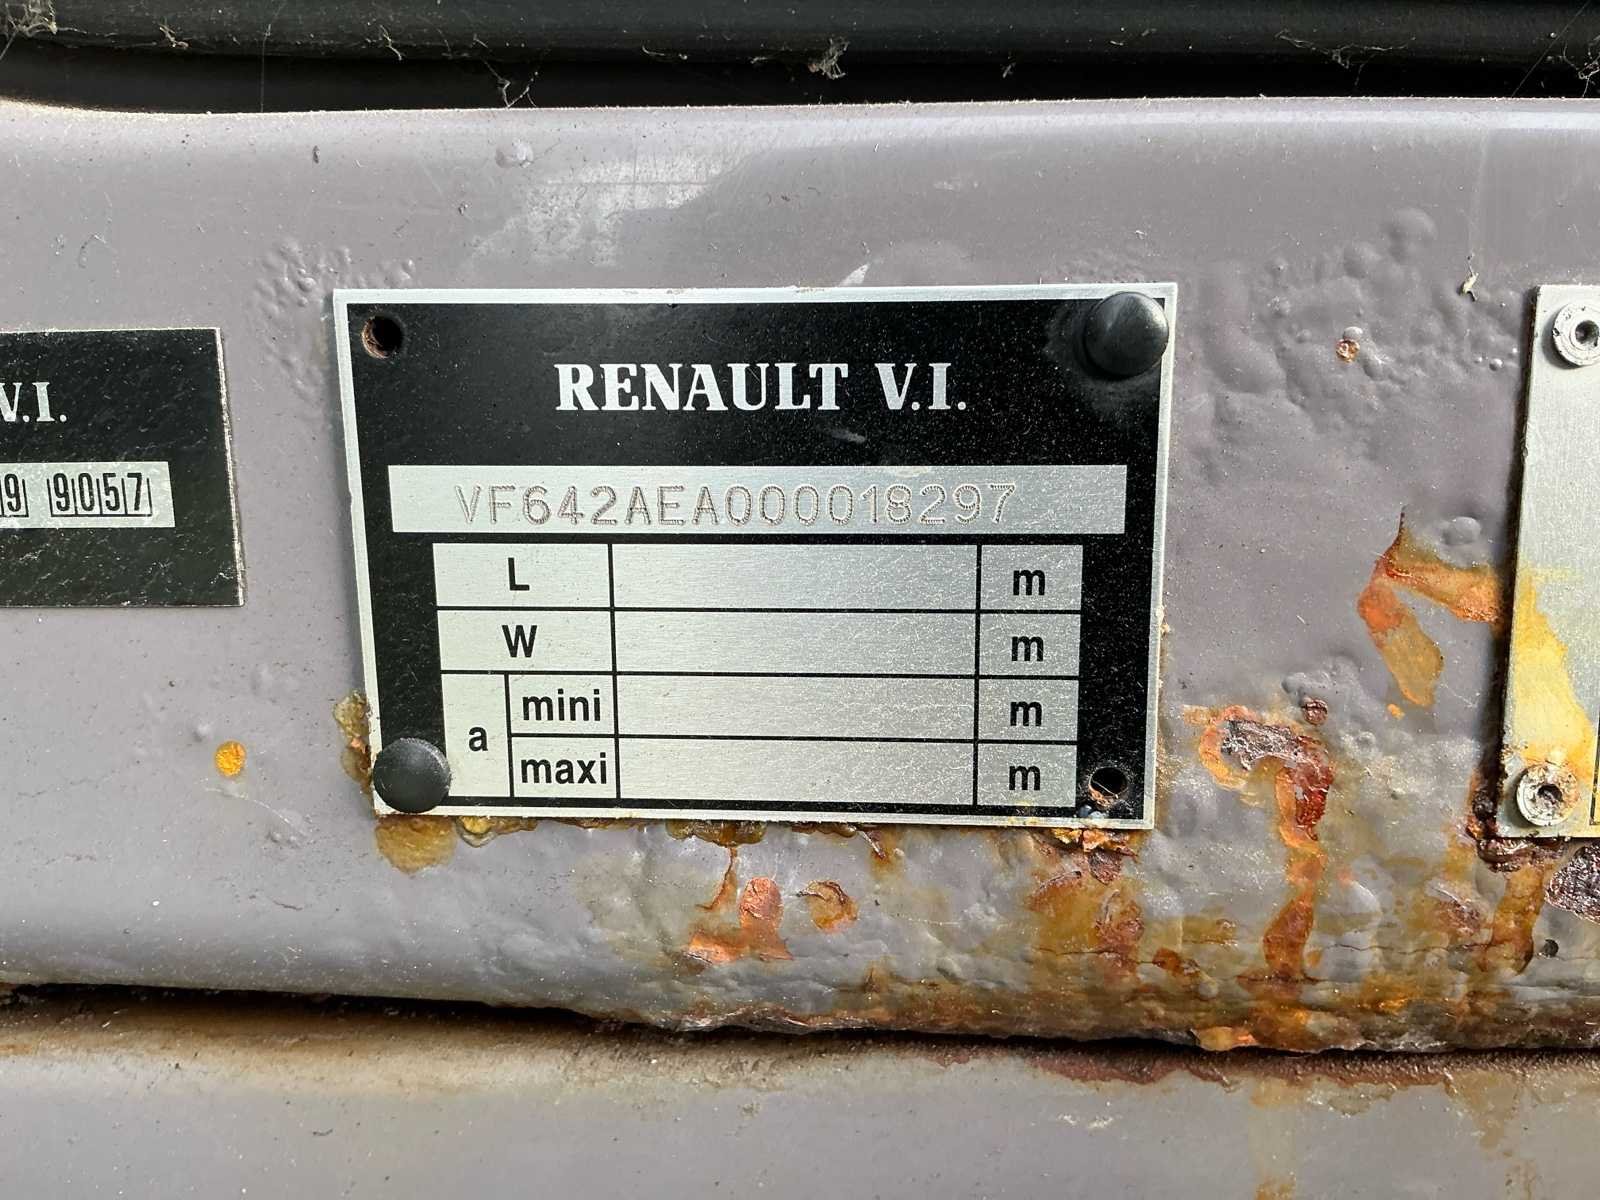 V.I.
9 9057
RENAULT V.I.
VF642AEA000018297
L m
W m
a mini m
maxi m